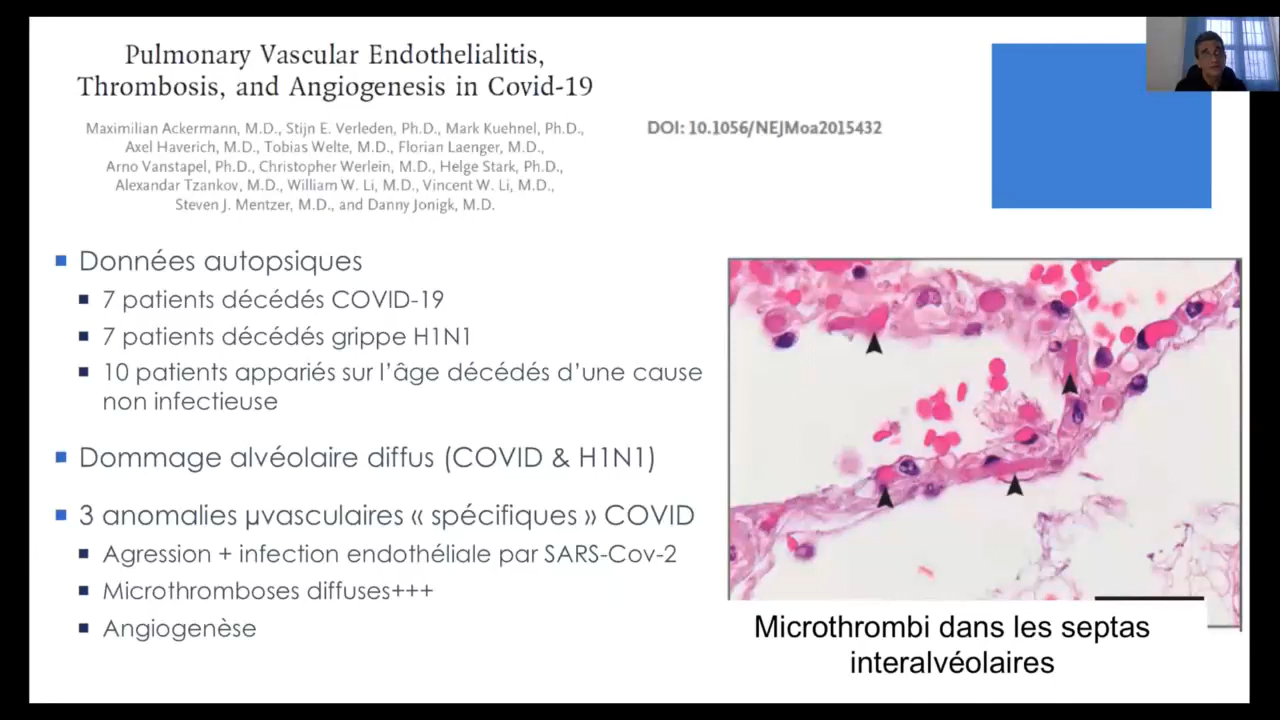 Pulmonary Vascular Endothelialitis,
Thrombosis, and Angiogenesis in Covid-19
Maximilian Ackermann, M.D., Stijn E. Verleden, Ph.D., Mark Kuehnel, Ph.D.,
Axel Haverich, M.D., Tobias Welte, M.D., Florian Laenger, M.D.,
Arno Vanstapel, Ph.D., Christopher Werlein, M.D., Helge Stark, Ph.D.,
Alexandar Tzankov, M.D., William W. Li, M.D., Vincent W. Li, M.D.,
Steven J. Mentzer, M.D., and Danny Jonigk, M.D.
DOI: 10.1056/NEJMoa2015432
Données autopsiques
7 patients décédés COVID-19
7 patients décédés grippe H1N1
10 patients appariés sur l’âge décédés d’une cause
non infectieuse
Dommage alvéolaire diffus (COVID & H1N1)
3 anomalies µvasculaires « spécifiques » COVID
Agression + infection endothéliale par SARS-Cov-2
Microthromboses diffuses+++
Angiogenèse
Microthrombi dans les septas
interalvéolaires